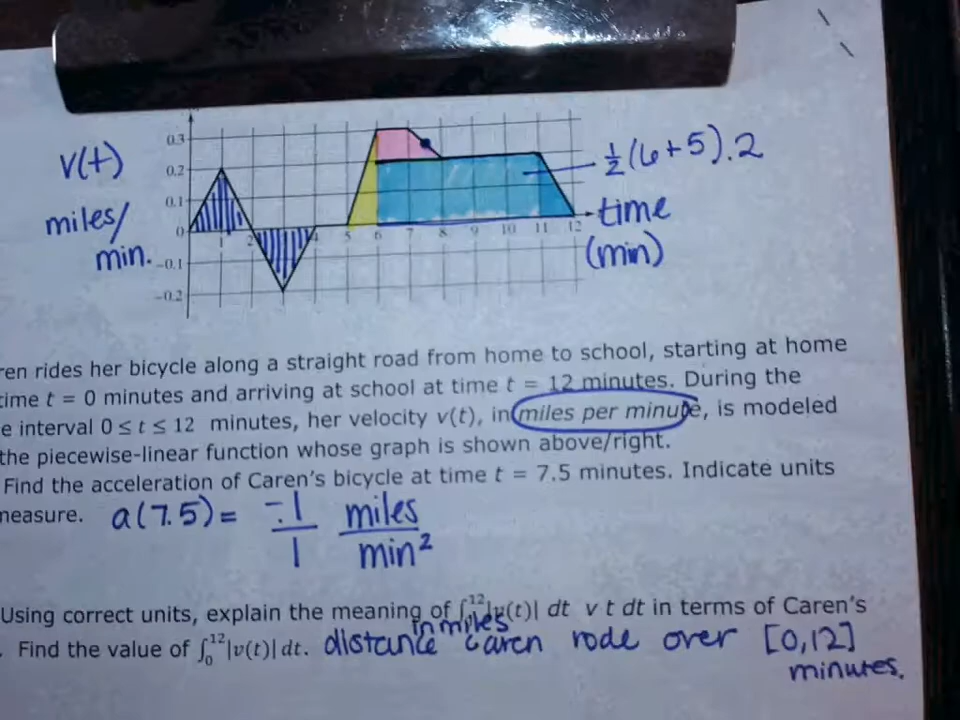 0.3
v(t)
0.2
½(6+5).2
0.1
miles/
min.
0
1 2 4 5 6 7 8 9 10 11 12
time
(min)
-0.1
-0.2
ren rides her bicycle along a straight road from home to school, starting at home
time t = 0 minutes and arriving at school at time t = 12 minutes. During the
e interval 0 ≤ t ≤ 12 minutes, her velocity v(t), in miles per minute, is modeled
the piecewise-linear function whose graph is shown above/right.
Find the acceleration of Caren's bicycle at time t = 7.5 minutes. Indicate units
measure. a(7.5) = -.1/1 miles/min²
Using correct units, explain the meaning of ∫₀¹²|v(t)| dt v t dt in terms of Caren's
in miles
. Find the value of ∫₀¹²|v(t)| dt. distance Caren rode over [0,12]
minutes.